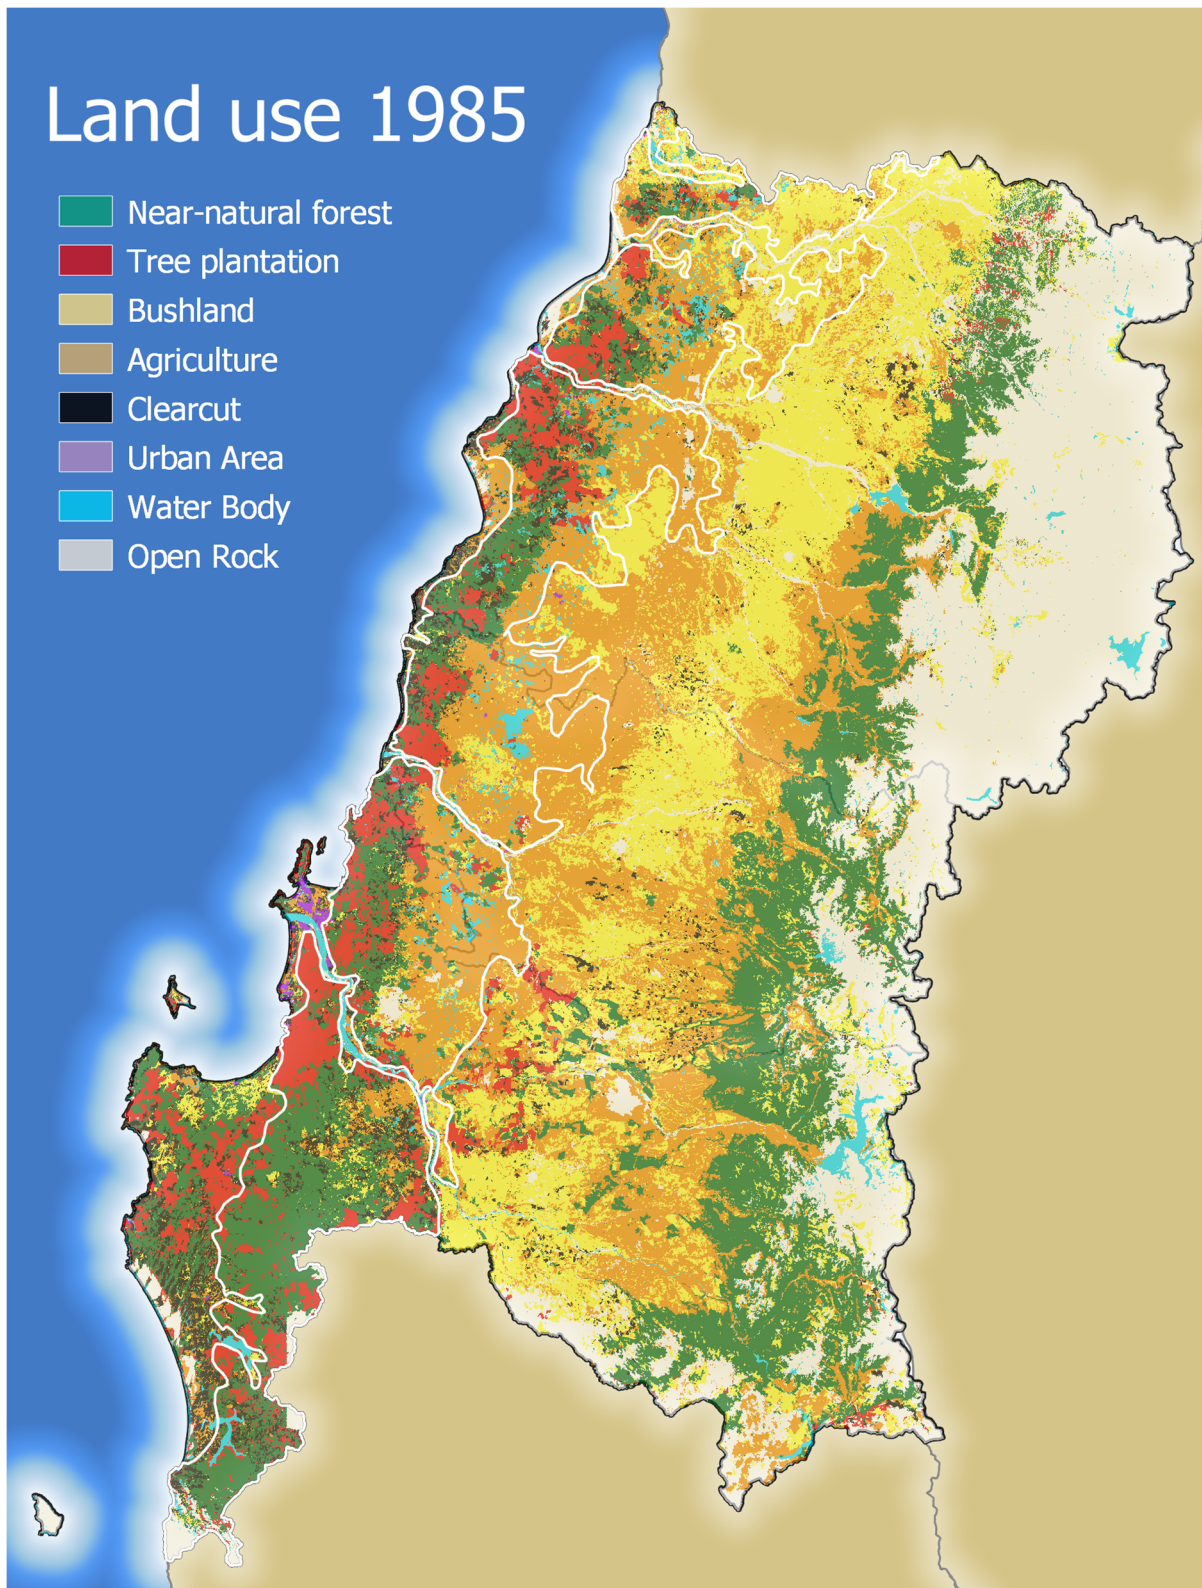 Land use 1985
Near-natural forest
Tree plantation
Bushland
Agriculture
Clearcut
Urban Area
Water Body
Open Rock